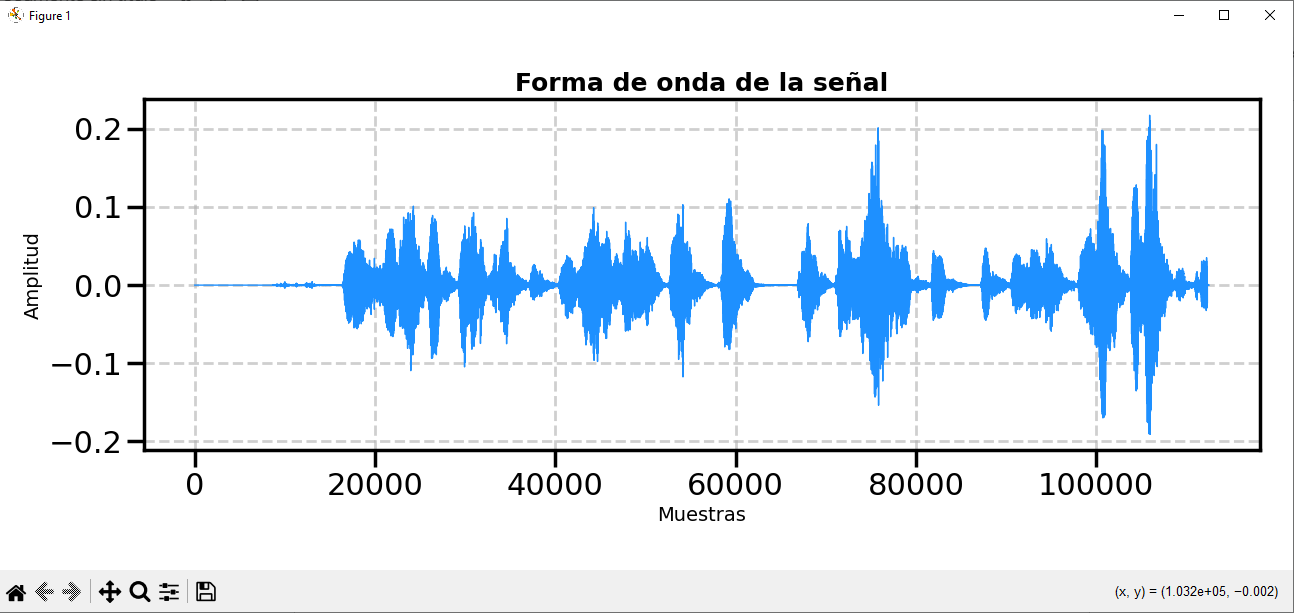 Figure 1
Forma de onda de la señal
Amplitud
0.2
0.1
0.0
−0.1
−0.2
0 20000 40000 60000 80000 100000
Muestras
(x, y) = (1.032e+05, −0.002)